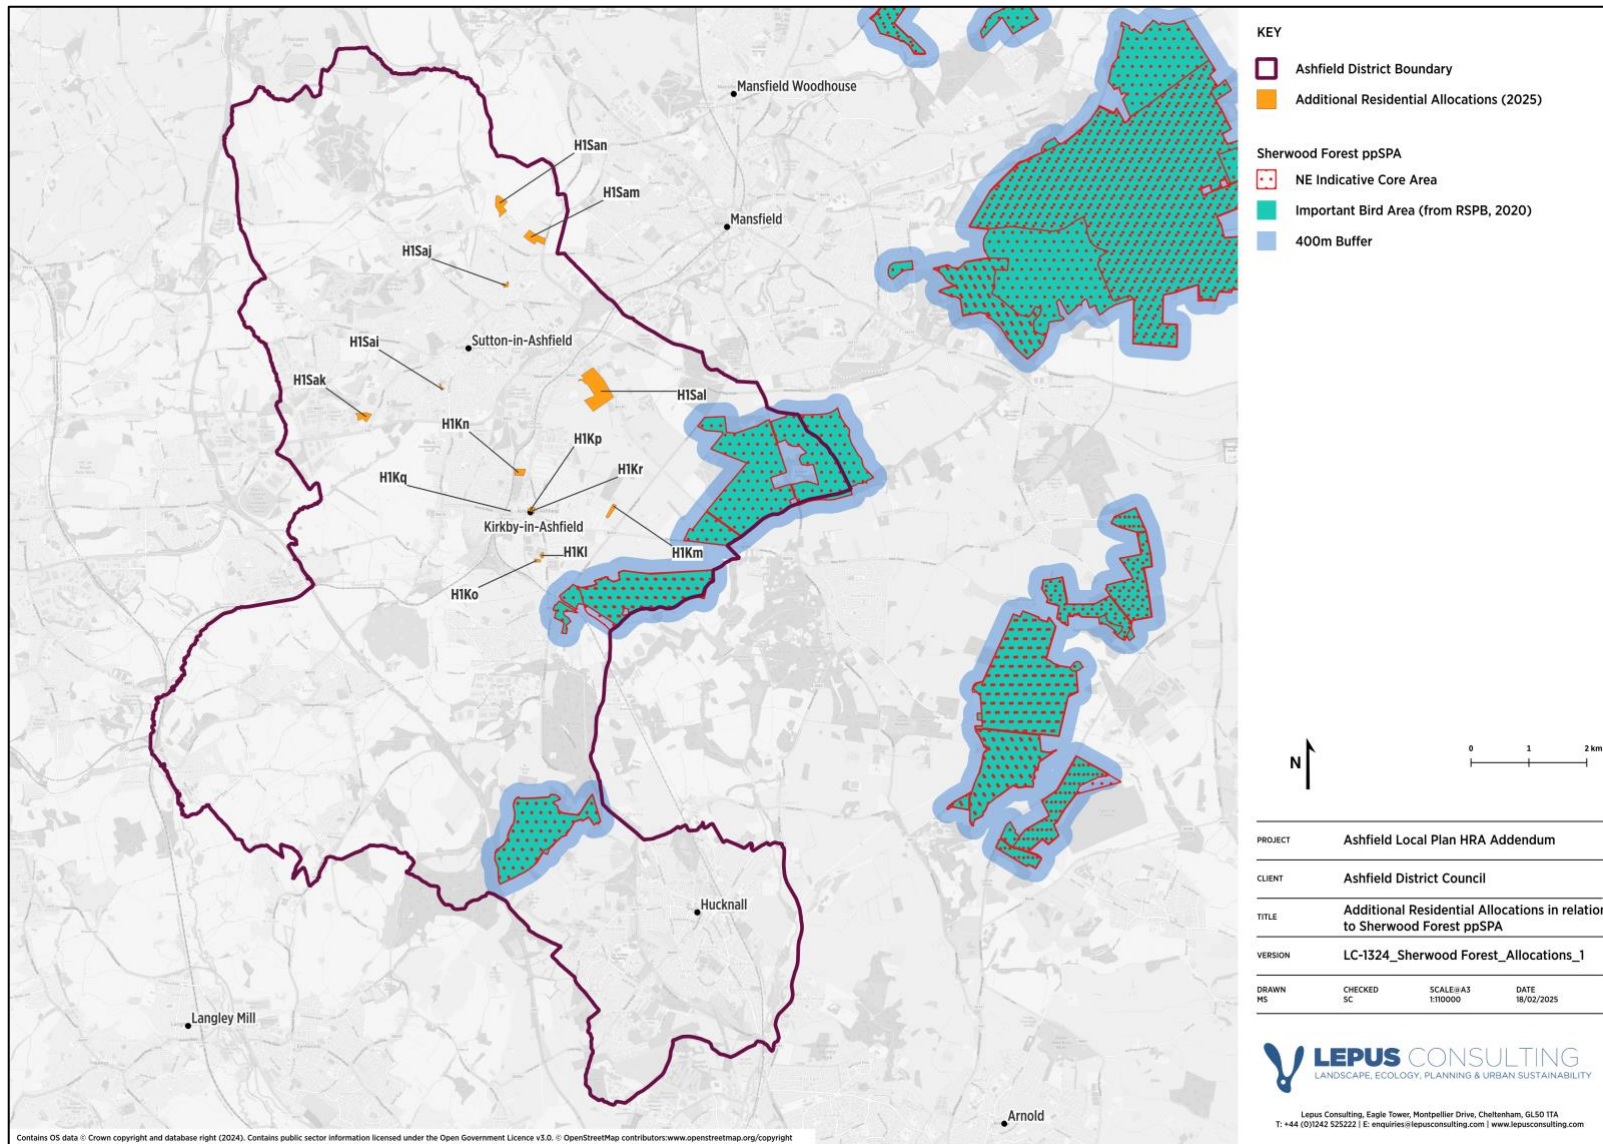 Mansfield Woodhouse
H1San
H1Sam
Mansfield
H1Saj
H1Sai
Sutton-in-Ashfield
H1Sak
H1Sal
H1Kn
H1Kp
H1Kr
H1Kq
Kirkby-in-Ashfield
H1Kl
H1Km
H1Ko
Hucknall
Langley Mill
Arnold
Contains OS data © Crown copyright and database right (2024). Contains public sector information licensed under the Open Government Licence v3.0. © OpenStreetMap contributors:www.openstreetmap.org/copyright
KEY
Ashfield District Boundary
Additional Residential Allocations (2025)
Sherwood Forest ppSPA
NE Indicative Core Area
Important Bird Area (from RSPB, 2020)
400m Buffer
N
0 1 2 km
PROJECT Ashfield Local Plan HRA Addendum
CLIENT Ashfield District Council
TITLE Additional Residential Allocations in relation
to Sherwood Forest ppSPA
VERSION LC-1324_Sherwood Forest_Allocations_1
DRAWN CHECKED SCALE@A3 DATE
MS SC 1:110000 18/02/2025
LEPUS CONSULTING
LANDSCAPE, ECOLOGY, PLANNING & URBAN SUSTAINABILITY
Lepus Consulting, Eagle Tower, Montpellier Drive, Cheltenham, GL50 1TA
T: +44 (0)1242 525222 | E: enquiries@lepusconsulting.com | www.lepusconsulting.com